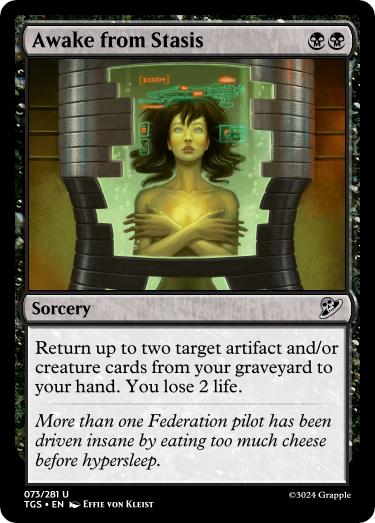 Awake from Stasis
Sorcery
Return up to two target artifact and/or
creature cards from your graveyard to
your hand. You lose 2 life.
More than one Federation pilot has been
driven insane by eating too much cheese
before hypersleep.
073/281 U
TGS • EN Effie von Kleist
©3024 Grapple